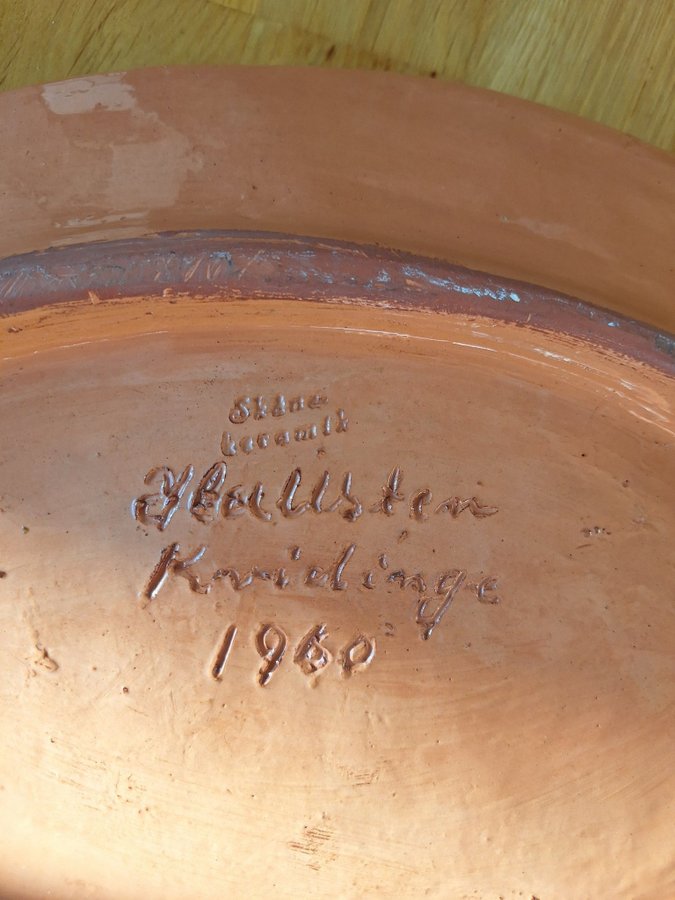 Skåne
keramik
Hallsten
Kvidinge
1960